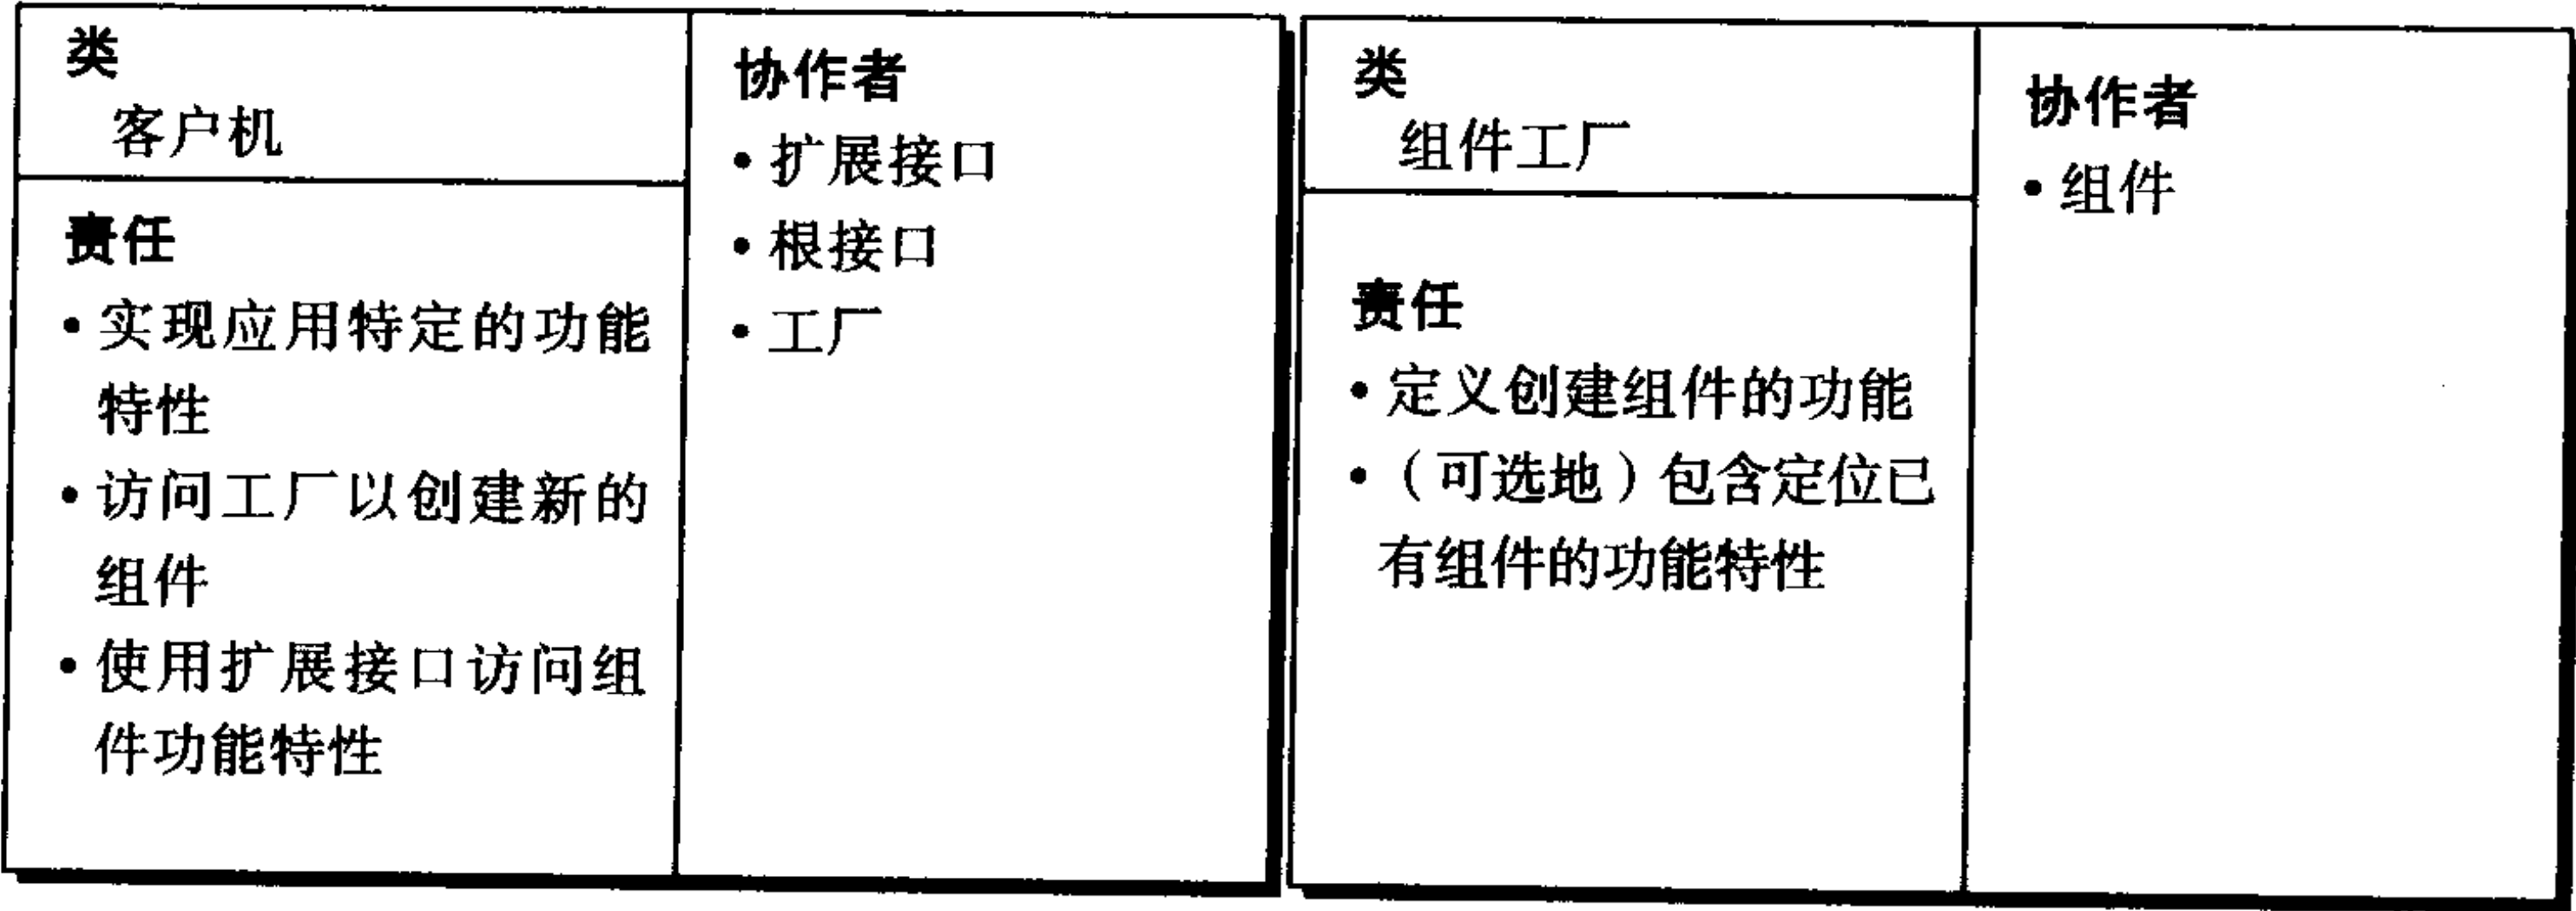 类
客户机
责任
• 实现应用特定的功能
特性
• 访问工厂以创建新的
组件
• 使用扩展接口访问组
件功能特性
协作者
• 扩展接口
• 根接口
• 工厂
类
组件工厂
责任
• 定义创建组件的功能
• （可选地）包含定位已
有组件的功能特性
协作者
• 组件